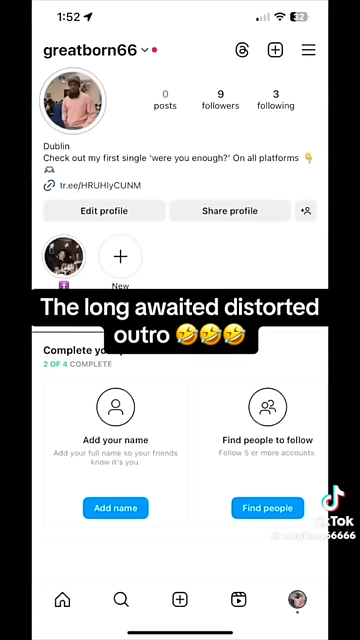 1:52
32
greatborn66
0
9
3
posts
followers
following
Dublin
Check out my first single ‘were you enough?’ On all platforms 👇
🫶🏽
tr.ee/HRUHIyCUNM
Edit profile
Share profile
New
The long awaited distorted
outro 🤣🤣🤣
Complete
2 OF 4 COMPLETE
Add your name
Find people to follow
Add your full name so your friends
know it's you.
Follow 5 or more accounts.
Add name
Find people
TikTok